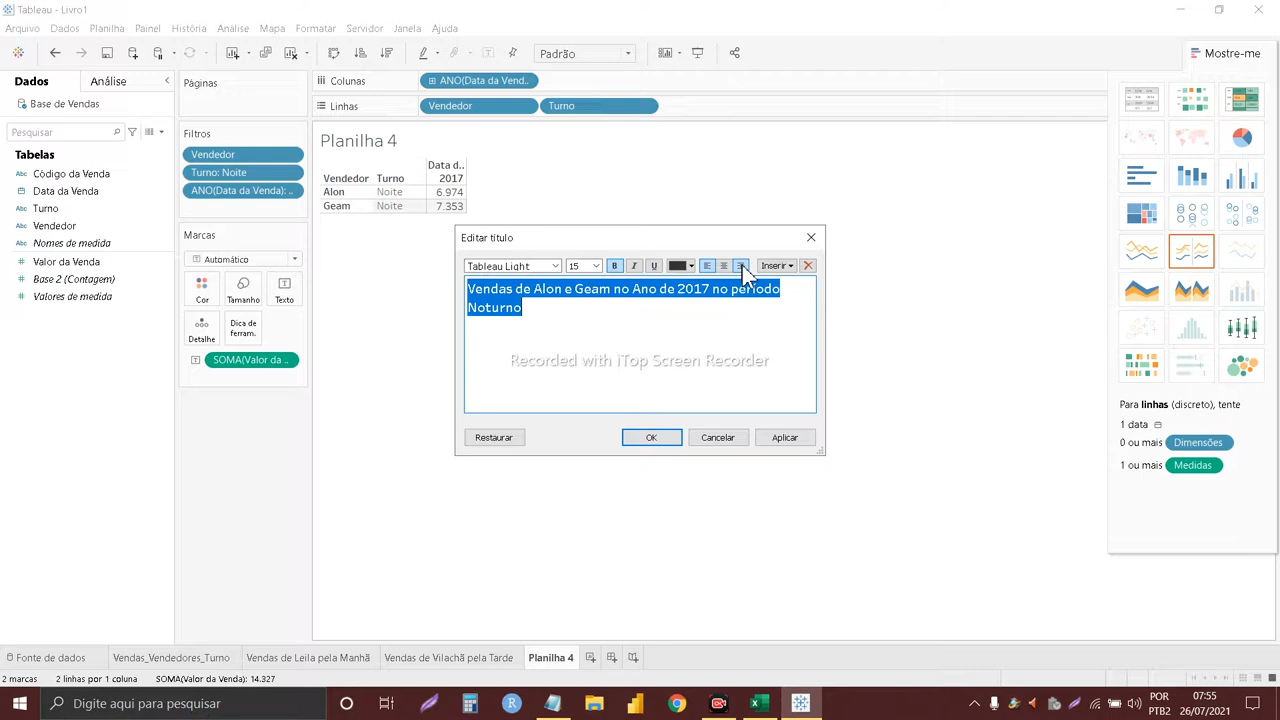 Tableau - Livro1
Arquivo Dados Planilha Painel História Análise Mapa Formatar Servidor Janela Ajuda
Padrão
Mostre-me
Dados Análise
Base de Vendas
Pesquisar
Tabelas
Abc Código da Venda
Data da Venda
Abc Turno
Abc Vendedor
Abc Nomes de medida
# Valor da Venda
# Base 2 (Contagem)
# Valores de medida
Páginas
Filtros
Vendedor
Turno: Noite
ANO(Data da Venda): ..
Marcas
Automático
Cor Tamanho Texto
Detalhe
Dica de
ferram.
SOMA(Valor da ..
Colunas
ANO(Data da Vend..
Linhas
Vendedor Turno
Planilha 4
Data d..
Vendedor Turno 2017
Alon Noite 6.974
Geam Noite 7.353
Editar título
Tableau Light 15 B I U Inserir
Vendas de Alon e Geam no Ano de 2017 no período
Noturno
Recorded with iTop Screen Recorder
Restaurar OK Cancelar Aplicar
Para linhas (discreto), tente
1 data
0 ou mais Dimensões
1 ou mais Medidas
Fonte de dados Vendas_Vendedores_Turno Vendas de Leila pela Manhã Vendas de Vilachã pela Tarde Planilha 4
2 marcas 2 linhas por 1 coluna SOMA(Valor da Venda): 14.327
Digite aqui para pesquisar
POR
PTB2
07:55
26/07/2021